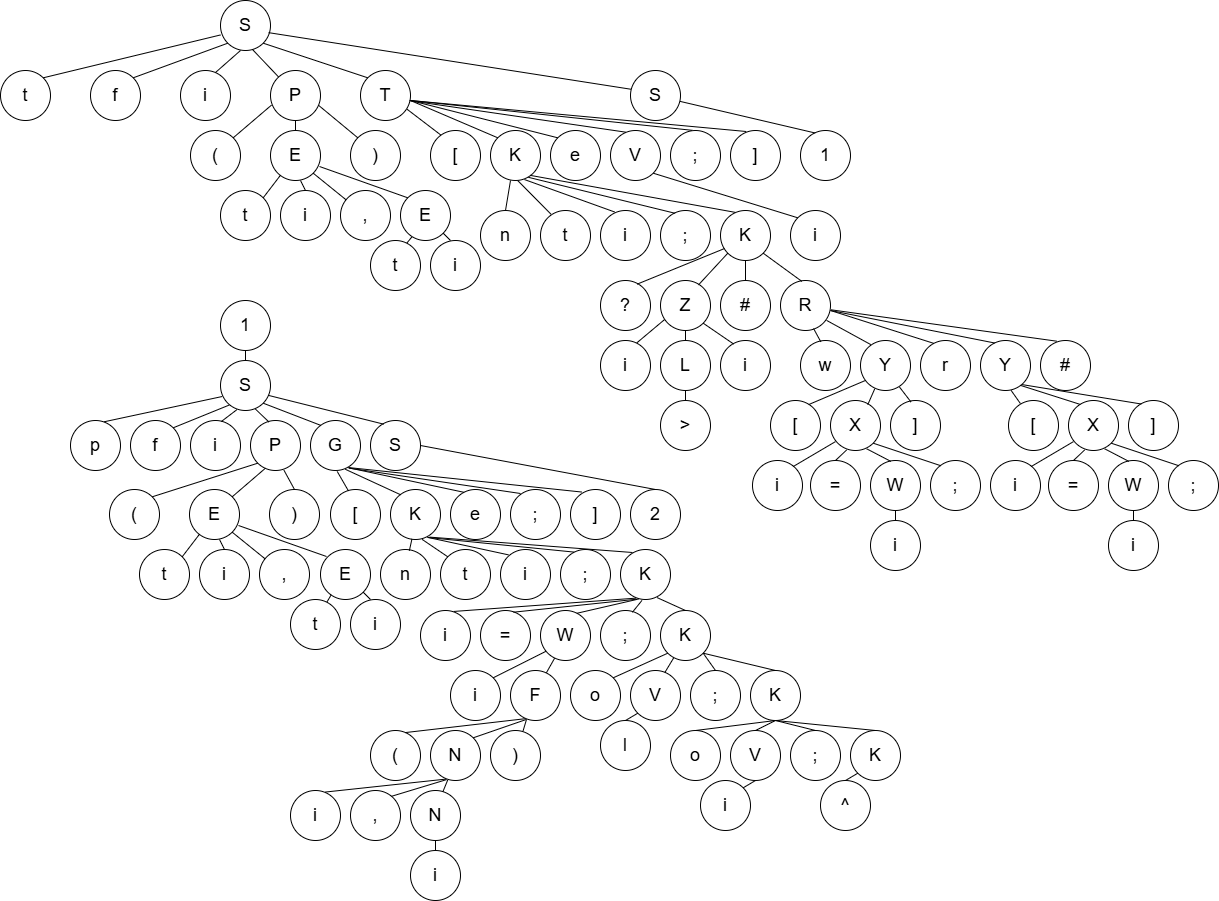 S
t f i P T S
( E ) [ K e V ; ] 1
t i , E n t i ; K i
t i
? Z # R
1
i L i w Y r Y #
S
> [ X ] [ X ]
p f i P G S
i = W ; i = W ;
( E ) [ K e ; ] 2
i i
t i , E n t i ; K
t i i = W ; K
i F o V ; K
( N ) l o V ; K
i , N i ^
i